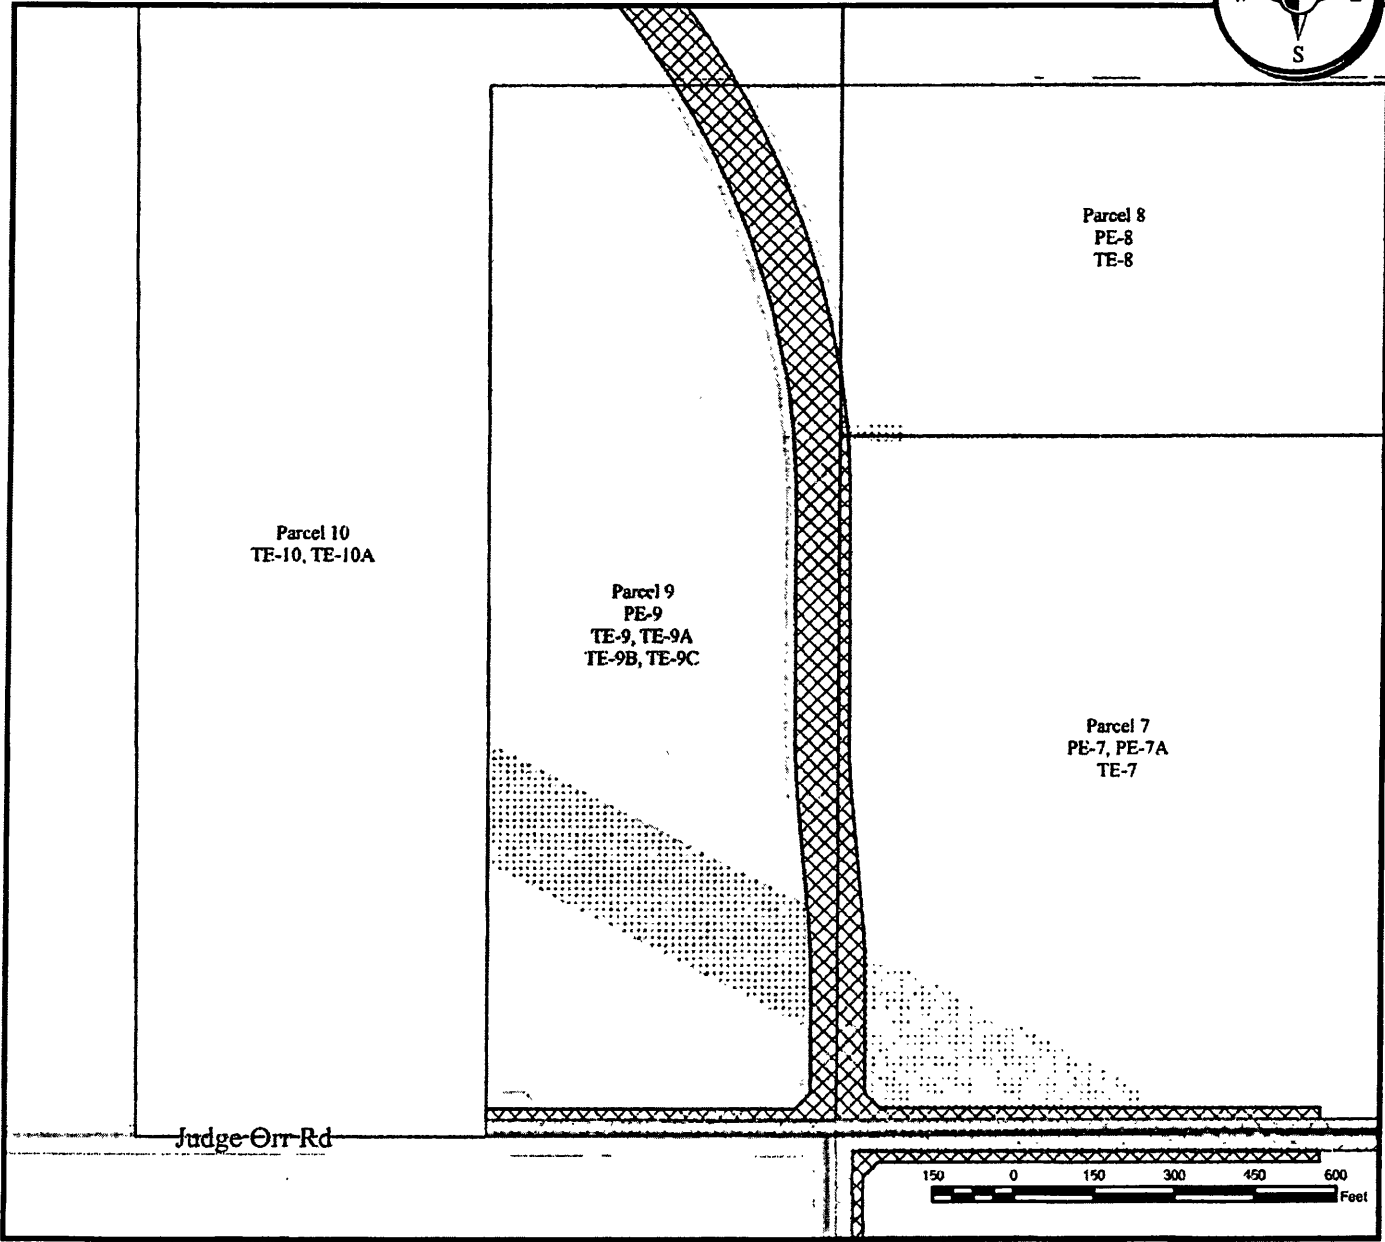 S
Parcel 8
PE-8
TE-8
Parcel 10
TE-10, TE-10A
Parcel 9
PE-9
TE-9, TE-9A
TE-9B, TE-9C
Parcel 7
PE-7, PE-7A
TE-7
Judge Orr Rd
150 0 150 300 450 600
Feet